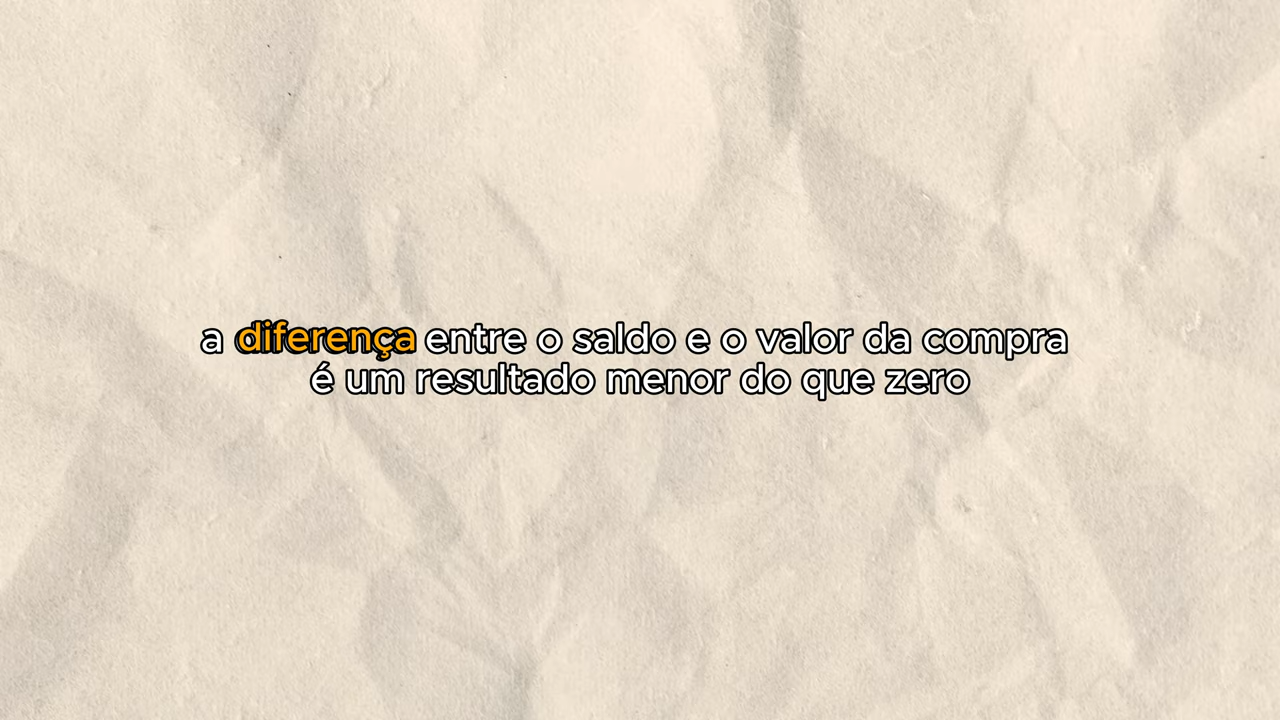 a diferença entre o saldo e o valor da compra
é um resultado menor do que zero